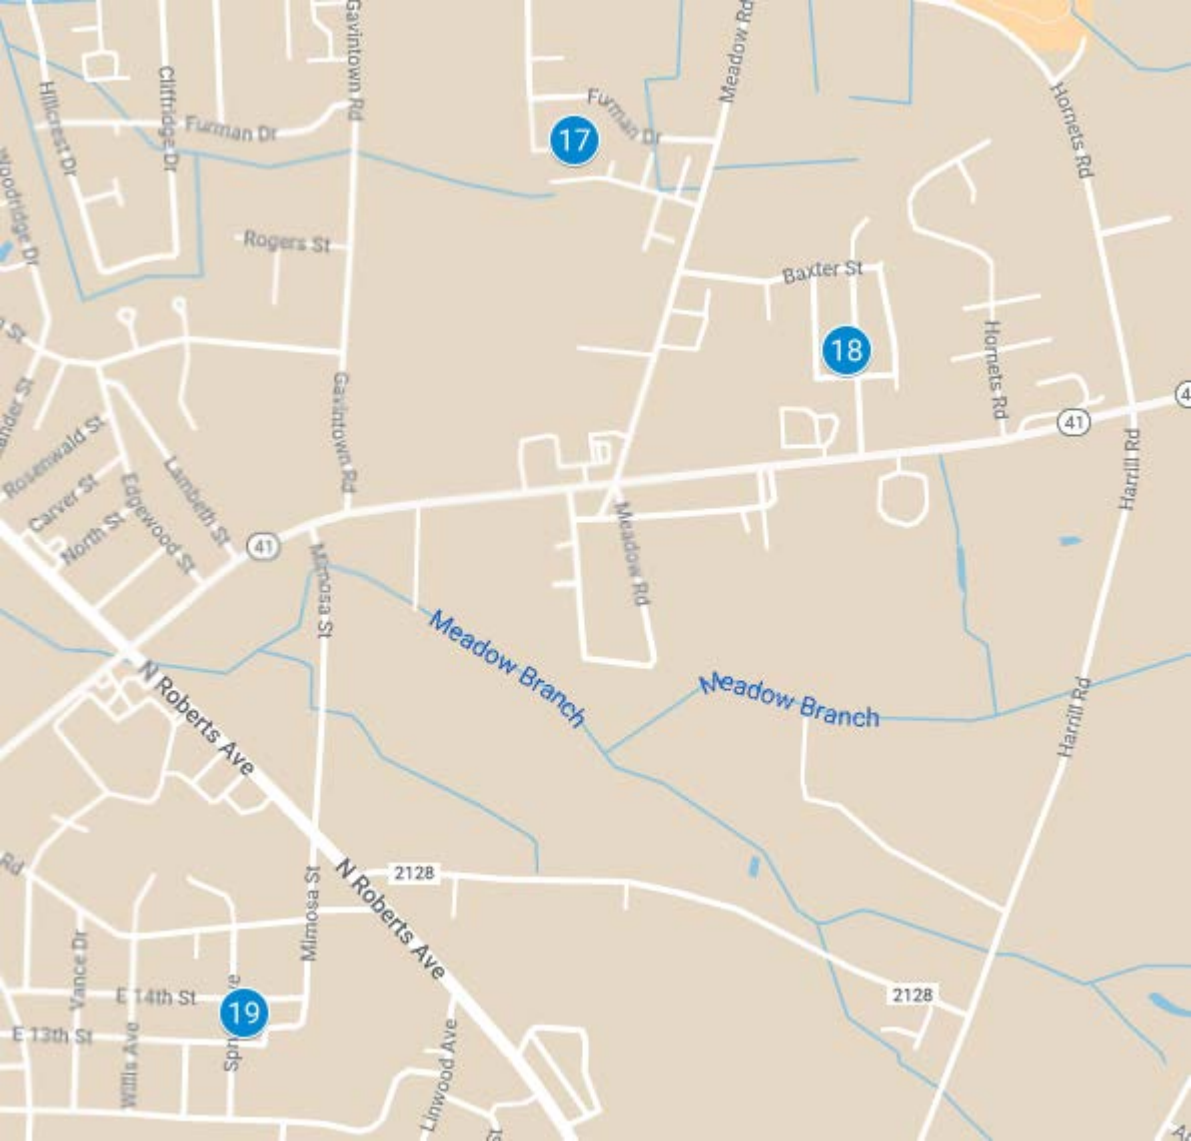 Gavintown Rd
Meadow Rd
Hillcrest Dr
Cliffridge Dr
Furman Dr
Furman Dr
17
Hornets Rd
Woodridge Dr
Rogers St
Baxter St
18
Hornets Rd
Gavintown Rd
41
Rosenwald St
Carver St
North St
Edgewood St
Lambeth St
41
Harrill Rd
Mimosa St
Meadow Rd
Meadow Branch
Meadow Branch
N Roberts Ave
Harrill Rd
Rd
2128
N Roberts Ave
Mimosa St
Vance Dr
E 14th St
19
2128
E 13th St
Willis Ave
Linwood Ave